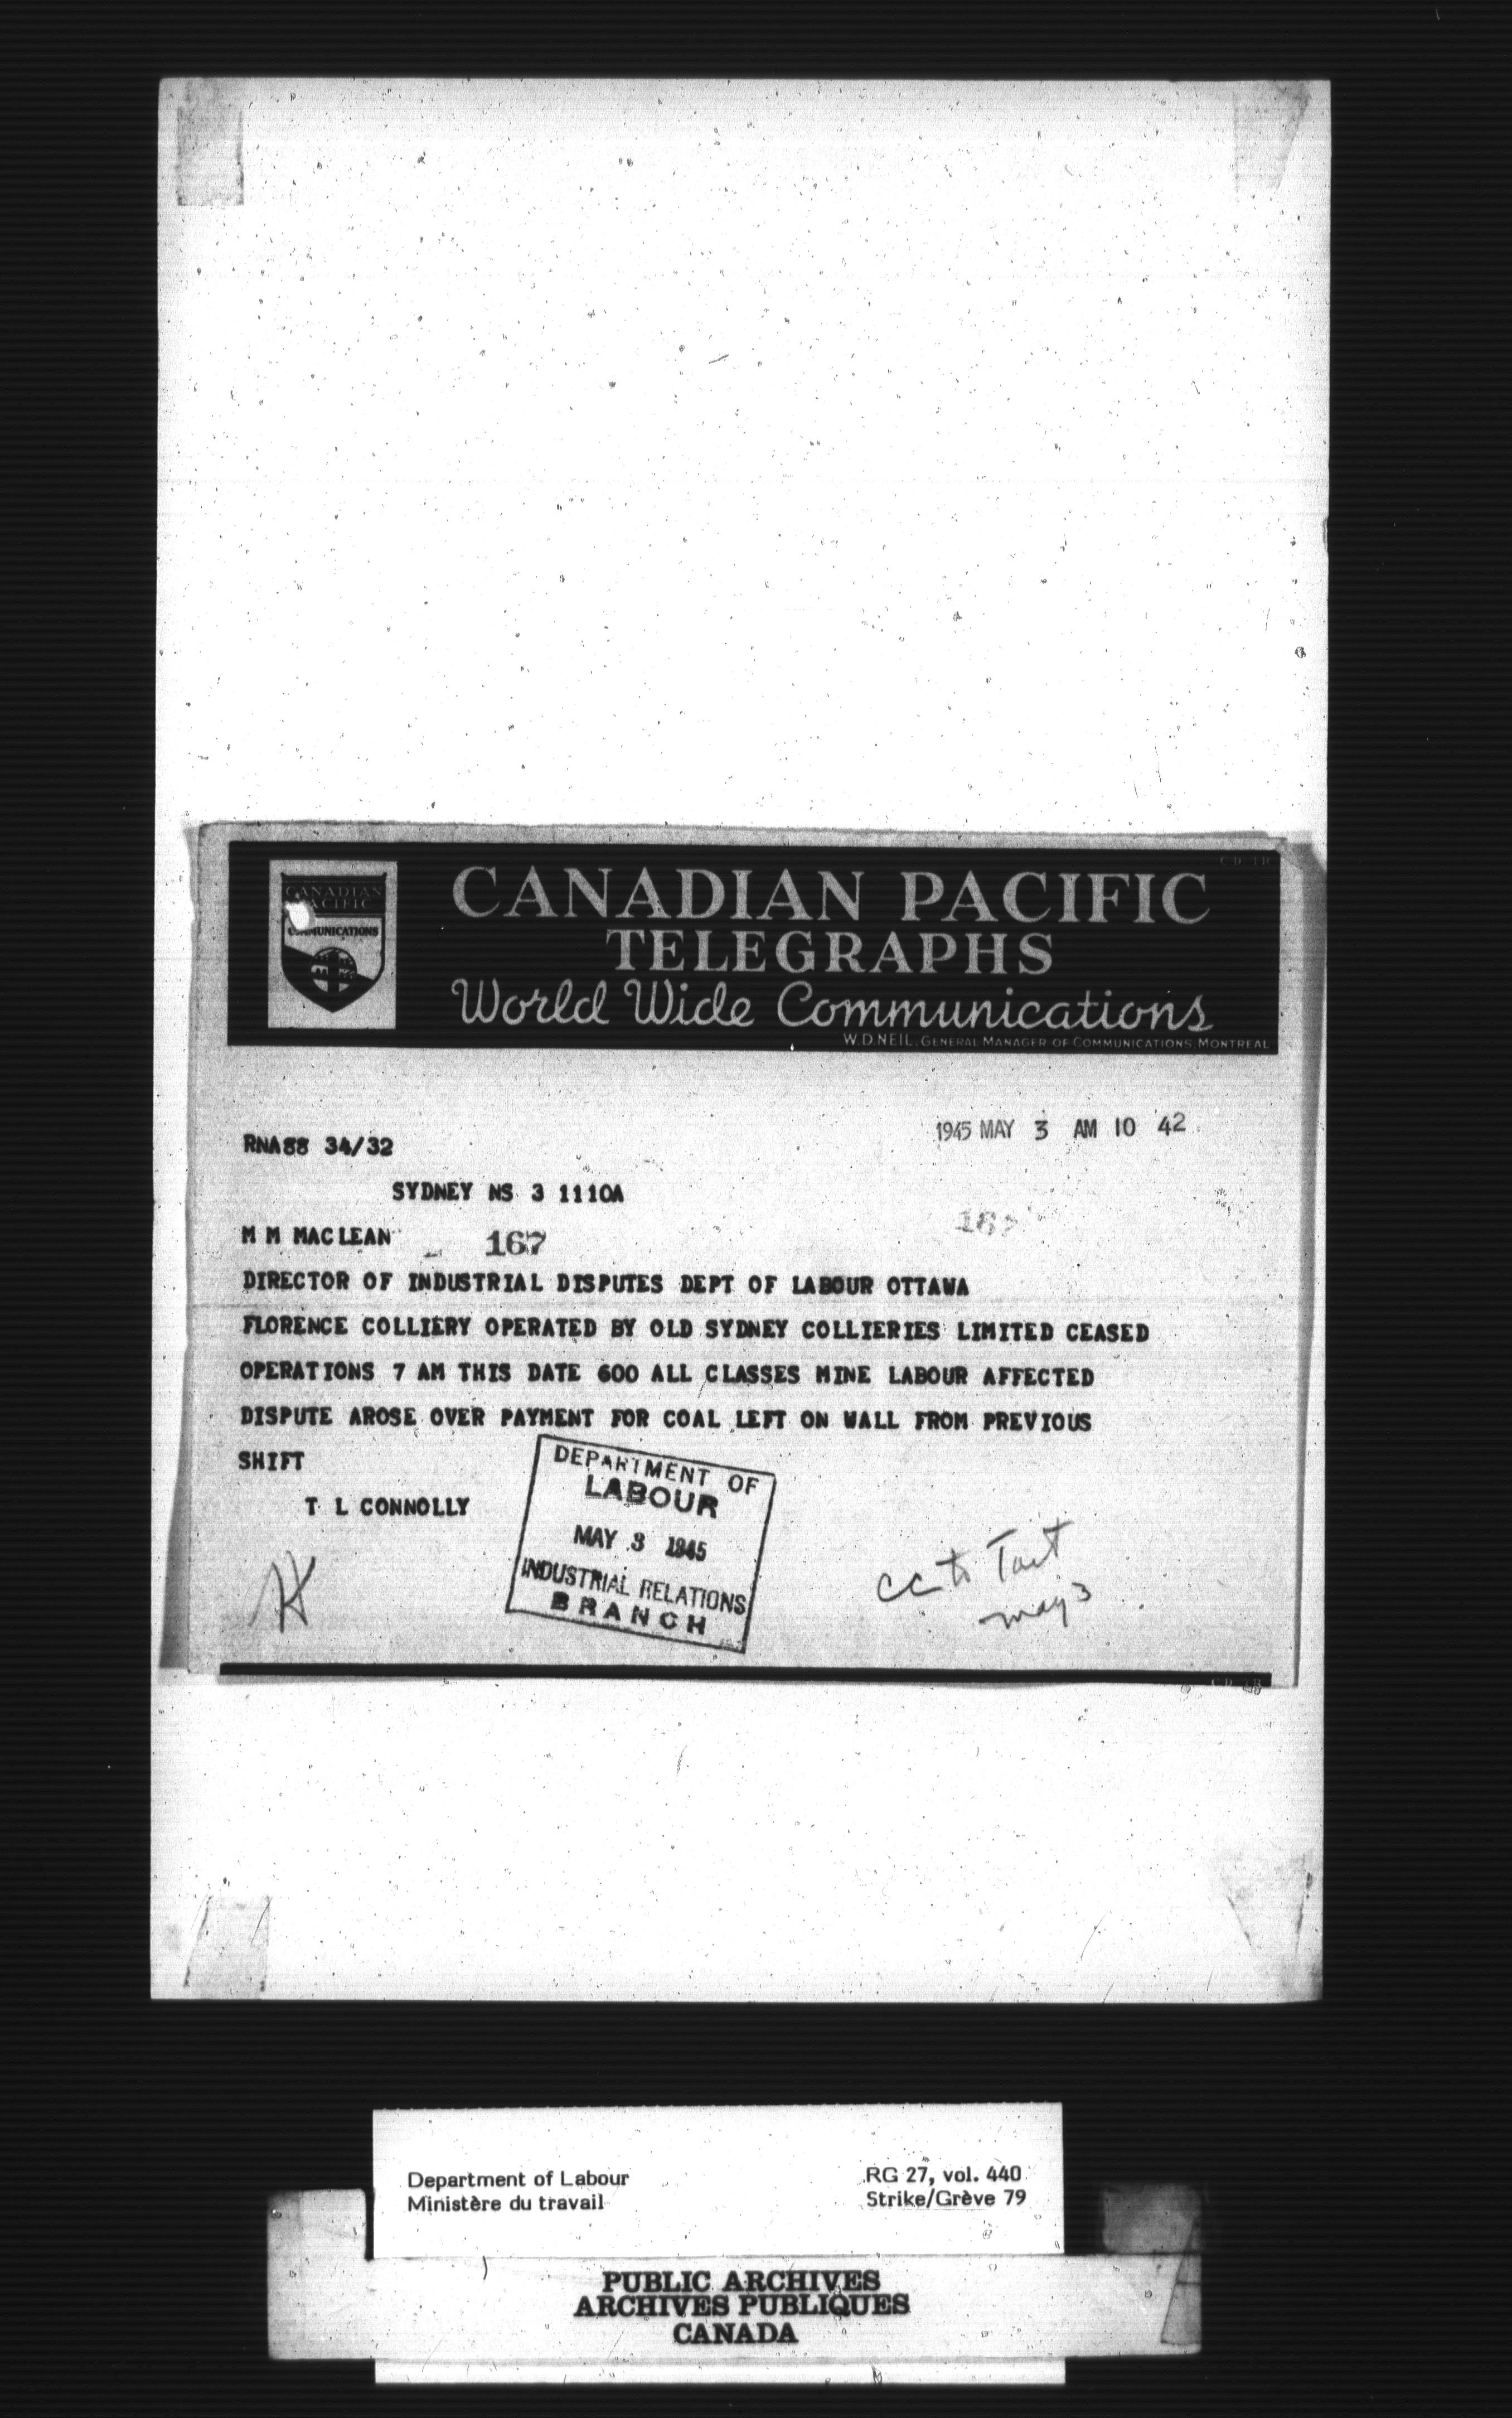 CD 1R
CANADIAN
PACIFIC
COMMUNICATIONS
CANADIAN PACIFIC
TELEGRAPHS
World Wide Communications
W.D.NEIL, GENERAL MANAGER OF COMMUNICATIONS, MONTREAL
1945 MAY 3 AM 10 42
RNA88 34/32
SYDNEY NS 3 1110A
M M MACLEAN
167
DIRECTOR OF INDUSTRIAL DISPUTES DEPT OF LABOUR OTTAWA
FLORENCE COLLIERY OPERATED BY OLD SYDNEY COLLIERIES LIMITED CEASED
OPERATIONS 7 AM THIS DATE 600 ALL CLASSES MINE LABOUR AFFECTED
DISPUTE AROSE OVER PAYMENT FOR COAL LEFT ON WALL FROM PREVIOUS
SHIFT
T L CONNOLLY
DEPARTMENT OF
LABOUR
MAY 3 1945
INDUSTRIAL RELATIONS
BRANCH
cc to
May 3
Department of Labour
Ministère du travail
RG 27, vol. 440
Strike/Grève 79
PUBLIC ARCHIVES
ARCHIVES PUBLIQUES
CANADA